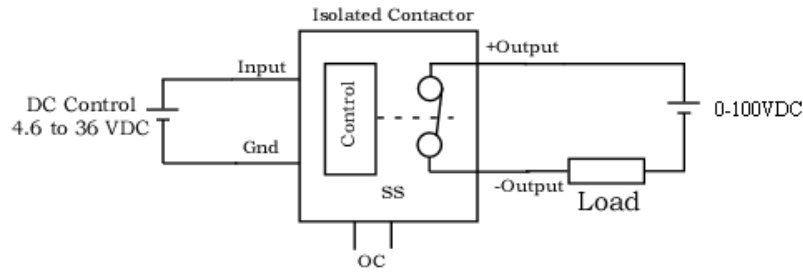 Isolated Contactor
+Output
Input
DC Control
4.6 to 36 VDC
Control
0-100VDC
Gnd
SS
-Output
Load
OC